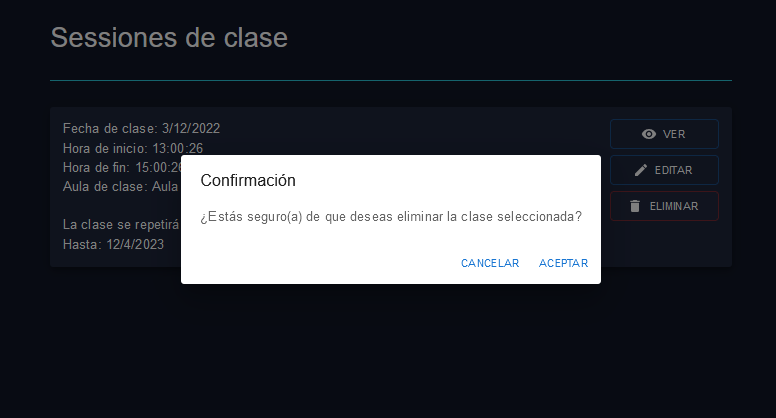 Sessiones de clase
Fecha de clase: 3/12/2022
Hora de inicio: 13:00:26
Hora de fin: 15:00:26
Aula de clase: Aula
La clase se repetirá
Hasta: 12/4/2023
VER
EDITAR
ELIMINAR
Confirmación
¿Estás seguro(a) de que deseas eliminar la clase seleccionada?
CANCELAR
ACEPTAR